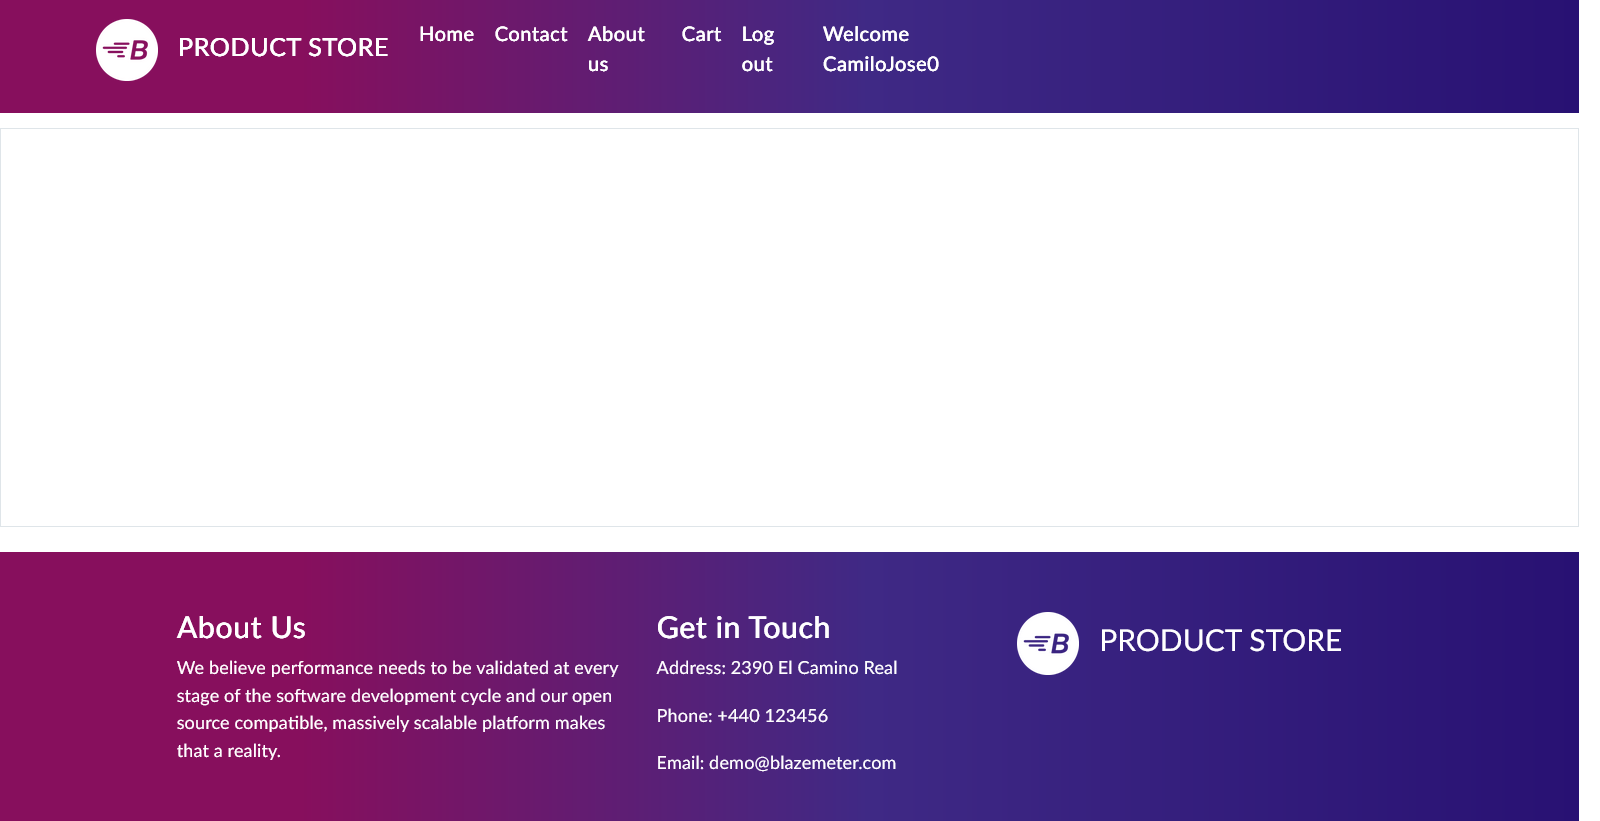 B PRODUCT STORE Home Contact About us Cart Log out Welcome CamiloJose0
About Us
We believe performance needs to be validated at every
stage of the software development cycle and our open
source compatible, massively scalable platform makes
that a reality.
Get in Touch
Address: 2390 El Camino Real
Phone: +440 123456
Email: demo@blazemeter.com
B PRODUCT STORE